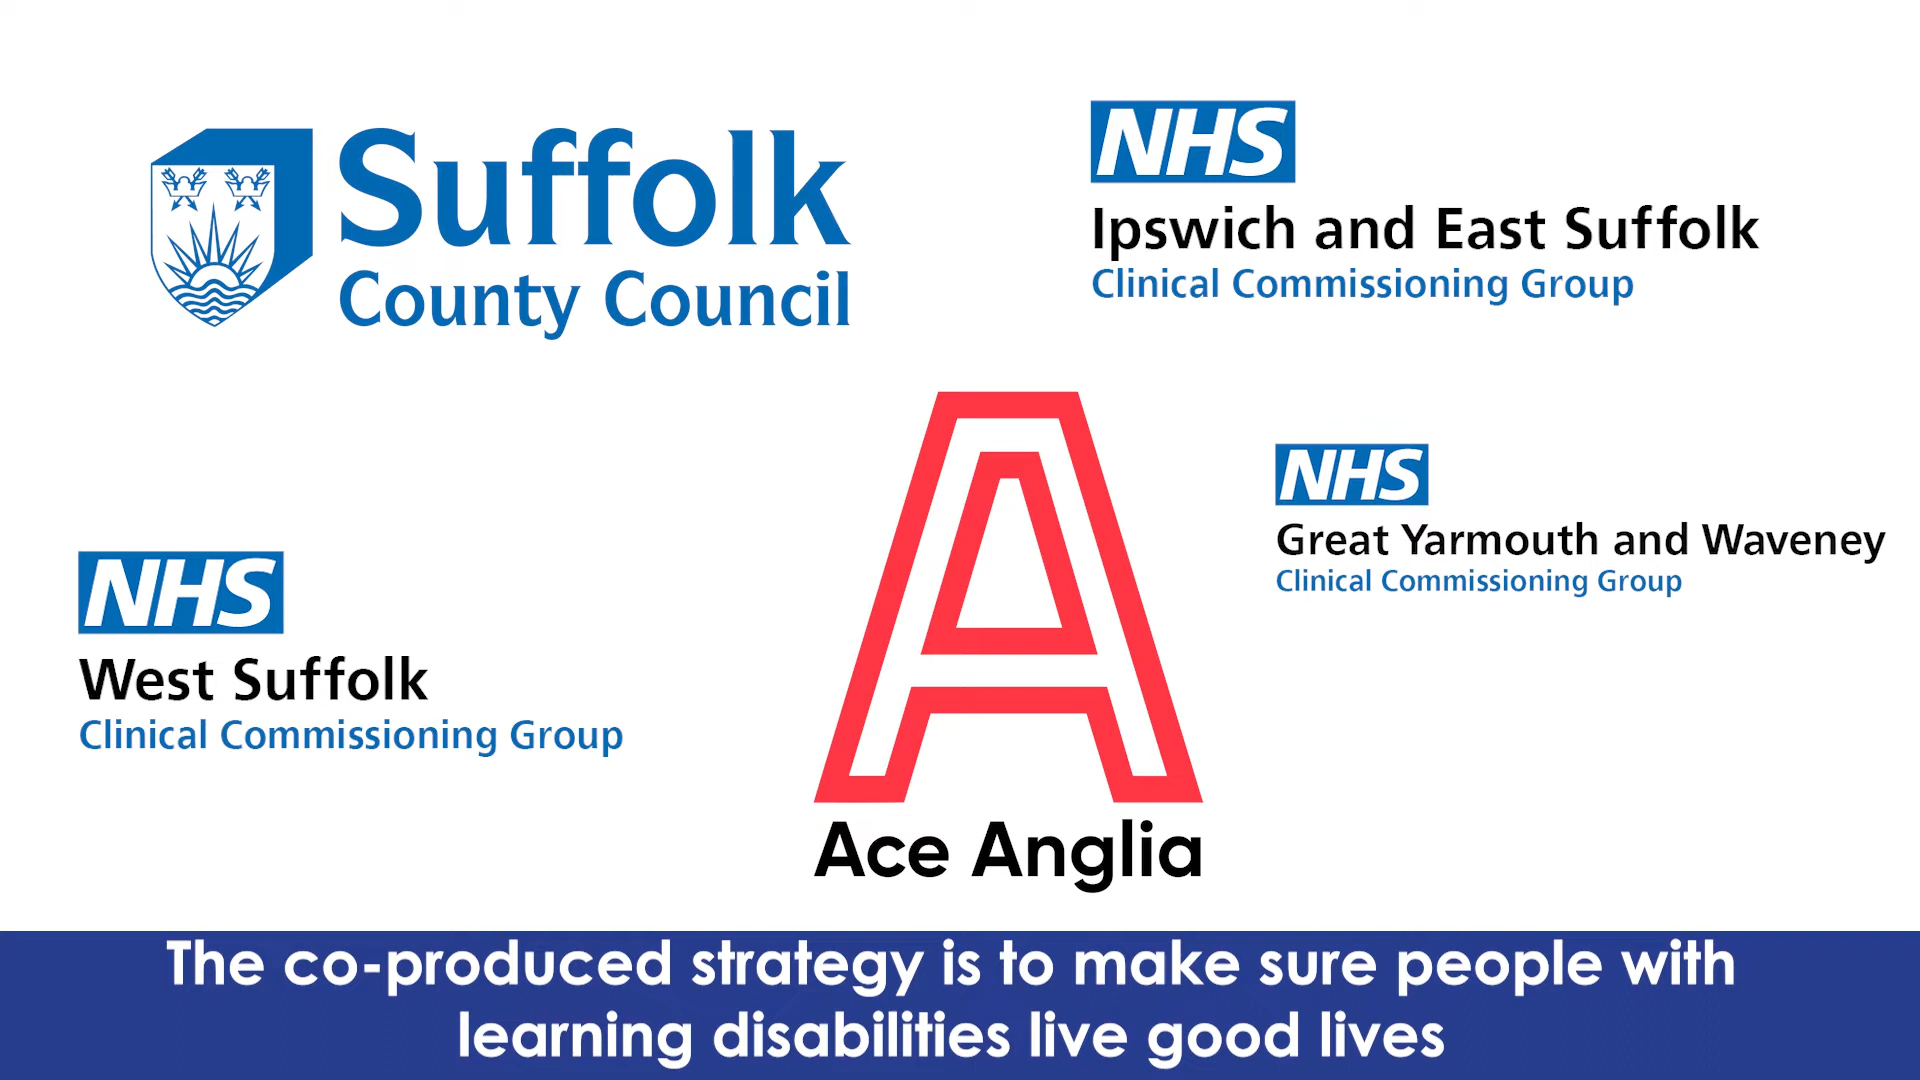 Suffolk
County Council
NHS
Ipswich and East Suffolk
Clinical Commissioning Group
NHS
Great Yarmouth and Waveney
Clinical Commissioning Group
NHS
West Suffolk
Clinical Commissioning Group
A
Ace Anglia
The co-produced strategy is to make sure people with
learning disabilities live good lives